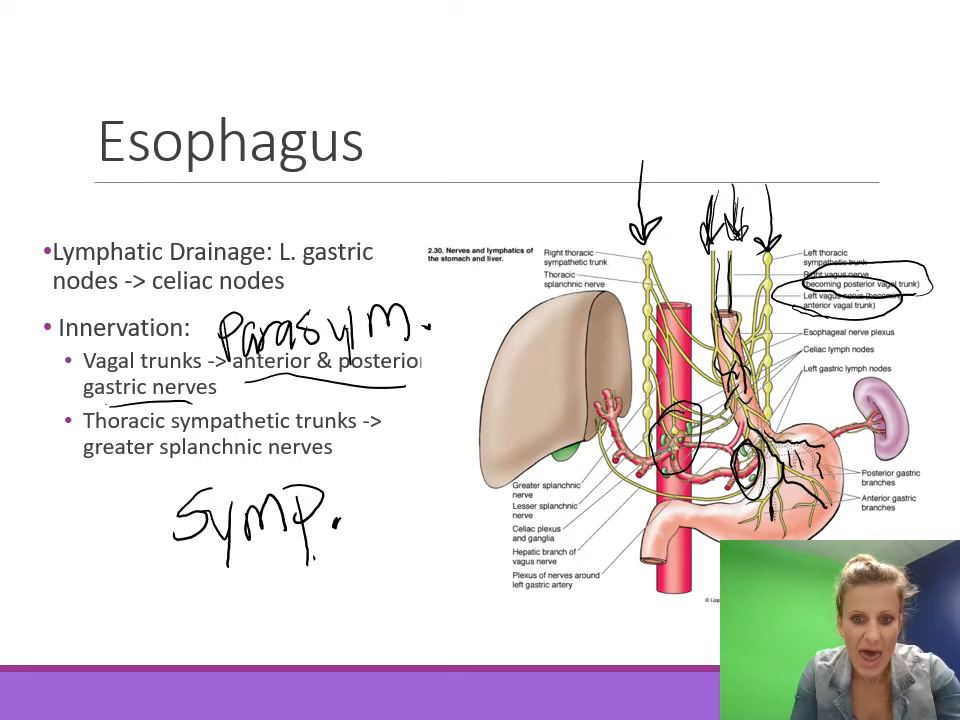 Esophagus
•Lymphatic Drainage: L. gastric
nodes -> celiac nodes
• Innervation:
Parasym.
• Vagal trunks -> anterior & posterior
gastric nerves
• Thoracic sympathetic trunks ->
greater splanchnic nerves
Symp.
2.30. Nerves and lymphatics of
the stomach and liver.
Right thoracic
sympathetic trunk
Thoracic
splanchnic nerve
Left thoracic
sympathetic trunk
Right vagus nerve
(becoming posterior vagal trunk)
Left vagus nerve (becoming
anterior vagal trunk)
Esophageal nerve plexus
Celiac lymph nodes
Left gastric lymph nodes
Greater splanchnic
nerve
Lesser splanchnic
nerve
Celiac plexus
and ganglia
Hepatic branch of
vagus nerve
Plexus of nerves around
left gastric artery
Posterior gastric
branches
Anterior gastric
branches
©